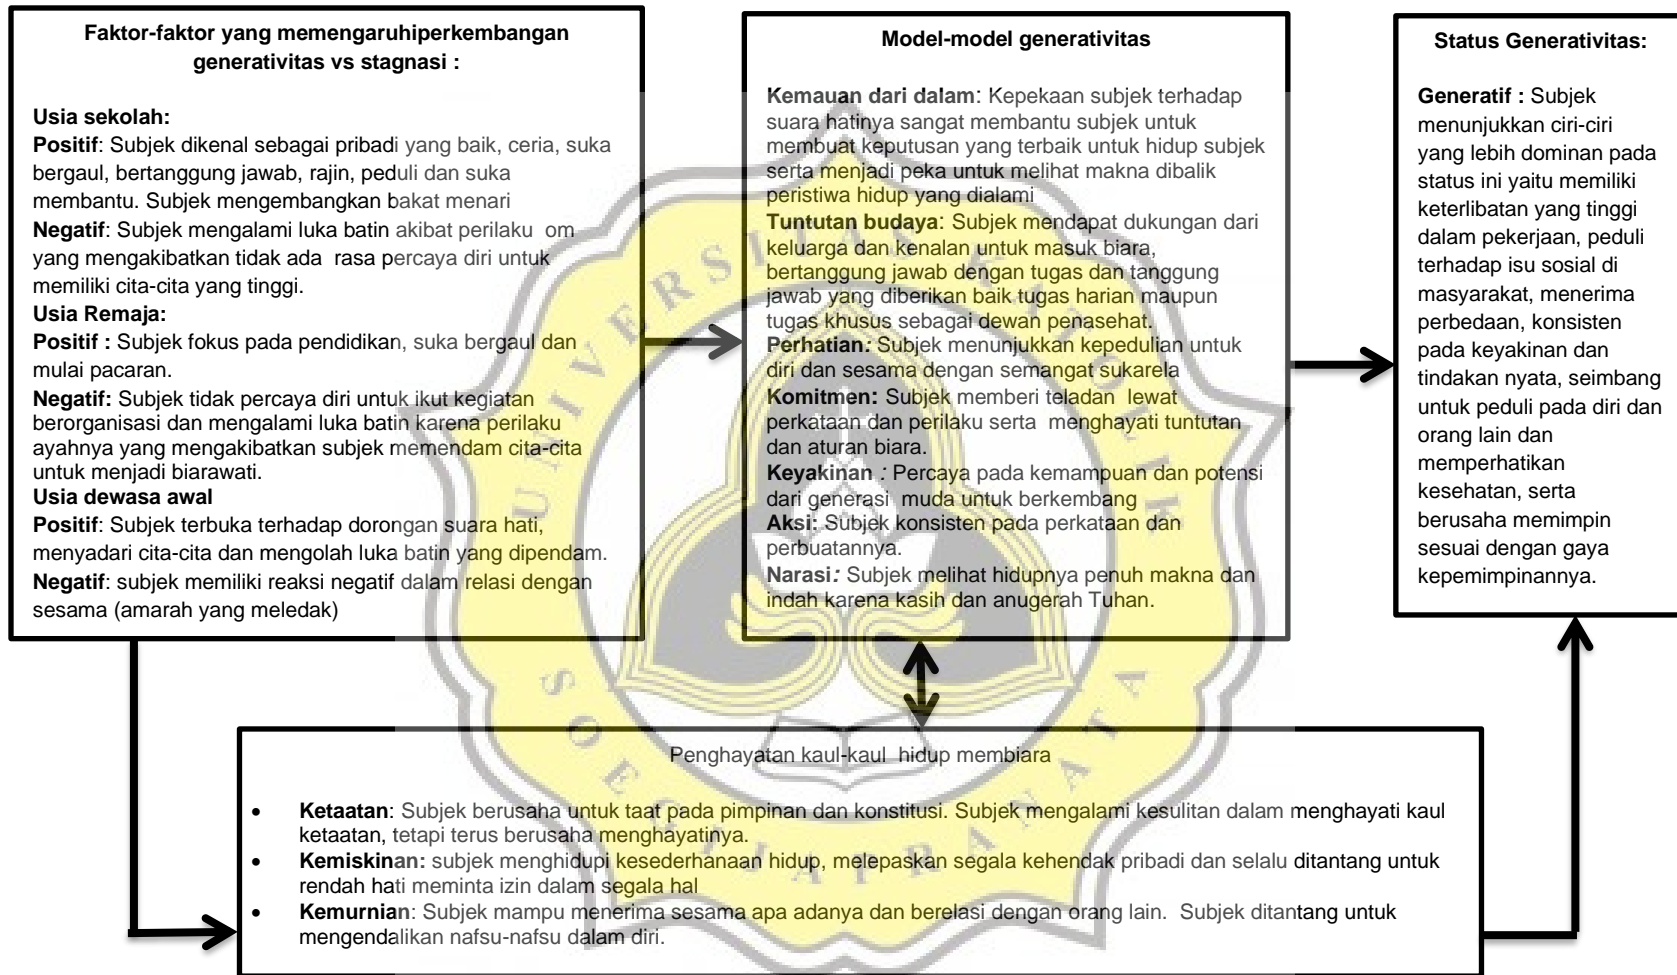 Faktor-faktor yang memengaruhiperkembangan
generativitas vs stagnasi :
Usia sekolah:
Positif: Subjek dikenal sebagai pribadi yang baik, ceria, suka
bergaul, bertanggung jawab, rajin, peduli dan suka
membantu. Subjek mengembangkan bakat menari
Negatif: Subjek mengalami luka batin akibat perilaku om
yang mengakibatkan tidak ada rasa percaya diri untuk
memiliki cita-cita yang tinggi.
Usia Remaja:
Positif : Subjek fokus pada pendidikan, suka bergaul dan
mulai pacaran.
Negatif: Subjek tidak percaya diri untuk ikut kegiatan
berorganisasi dan mengalami luka batin karena perilaku
ayahnya yang mengakibatkan subjek memendam cita-cita
untuk menjadi biarawati.
Usia dewasa awal
Positif: Subjek terbuka terhadap dorongan suara hati,
menyadari cita-cita dan mengolah luka batin yang dipendam.
Negatif: subjek memiliki reaksi negatif dalam relasi dengan
sesama (amarah yang meledak)
Model-model generativitas
Kemauan dari dalam: Kepekaan subjek terhadap
suara hatinya sangat membantu subjek untuk
membuat keputusan yang terbaik untuk hidup subjek
serta menjadi peka untuk melihat makna dibalik
peristiwa hidup yang dialami
Tuntutan budaya: Subjek mendapat dukungan dari
keluarga dan kenalan untuk masuk biara,
bertanggung jawab dengan tugas dan tanggung
jawab yang diberikan baik tugas harian maupun
tugas khusus sebagai dewan penasehat.
Perhatian: Subjek menunjukkan kepedulian untuk
diri dan sesama dengan semangat sukarela
Komitmen: Subjek memberi teladan lewat
perkataan dan perilaku serta menghayati tuntutan
dan aturan biara.
Keyakinan : Percaya pada kemampuan dan potensi
dari generasi muda untuk berkembang
Aksi: Subjek konsisten pada perkataan dan
perbuatannya.
Narasi: Subjek melihat hidupnya penuh makna dan
indah karena kasih dan anugerah Tuhan.
Status Generativitas:
Generatif : Subjek
menunjukkan ciri-ciri
yang lebih dominan pada
status ini yaitu memiliki
keterlibatan yang tinggi
dalam pekerjaan, peduli
terhadap isu sosial di
masyarakat, menerima
perbedaan, konsisten
pada keyakinan dan
tindakan nyata, seimbang
untuk peduli pada diri dan
orang lain dan
memperhatikan
kesehatan, serta
berusaha memimpin
sesuai dengan gaya
kepemimpinannya.
Penghayatan kaul-kaul hidup membiara
• Ketaatan: Subjek berusaha untuk taat pada pimpinan dan konstitusi. Subjek mengalami kesulitan dalam menghayati kaul
ketaatan, tetapi terus berusaha menghayatinya.
• Kemiskinan: subjek menghidupi kesederhanaan hidup, melepaskan segala kehendak pribadi dan selalu ditantang untuk
rendah hati meminta izin dalam segala hal
• Kemurnian: Subjek mampu menerima sesama apa adanya dan berelasi dengan orang lain. Subjek ditantang untuk
mengendalikan nafsu-nafsu dalam diri.
UNIVERSITAS KATOLIK
SOEGIJAPRANATA